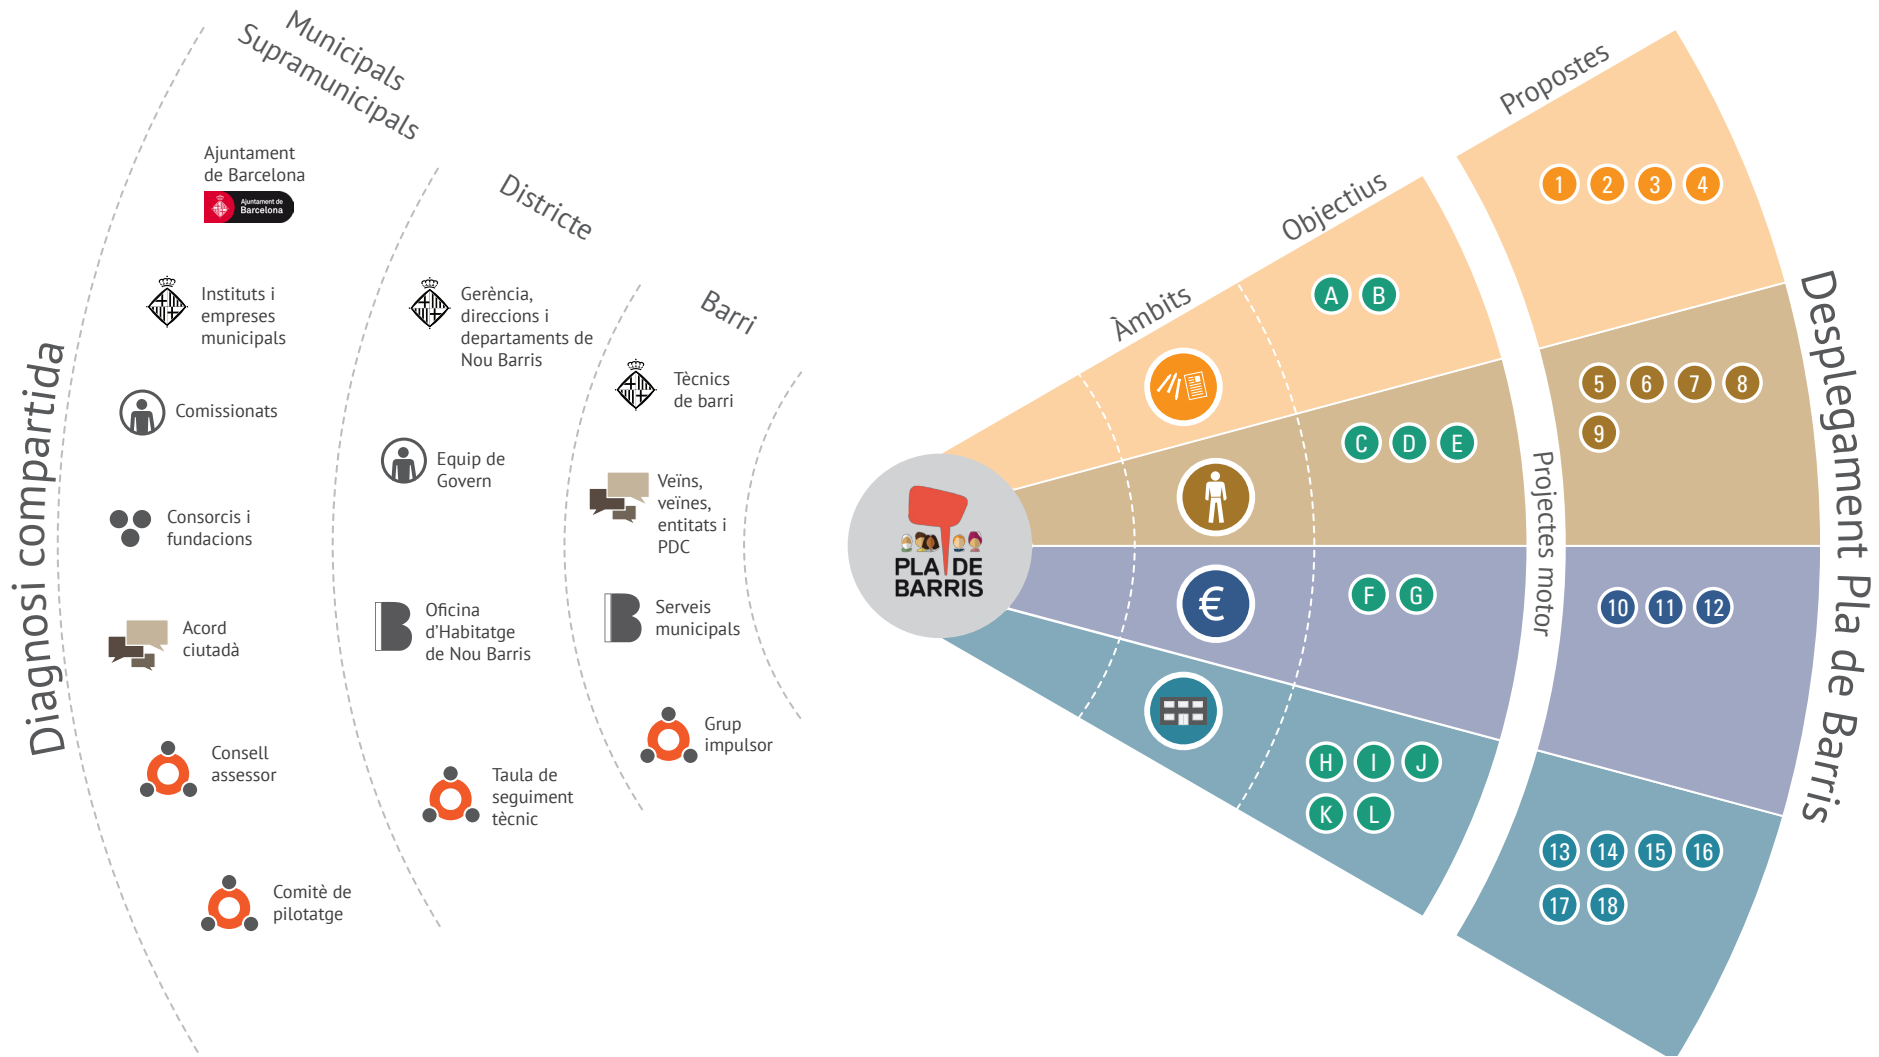 Diagnosi compartida
Municipals
Supramunicipals
Ajuntament
de Barcelona
Ajuntament de
Barcelona
Instituts i
empreses
municipals
Comissionats
Consorcis i
fundacions
Acord
ciutadà
Consell
assessor
Comitè de
pilotatge
Districte
Gerència,
direccions i
departaments de
Nou Barris
Equip de
Govern
Oficina
d'Habitatge
de Nou Barris
Taula de
seguiment
tècnic
Barri
Tècnics
de barri
Veïns,
veïnes,
entitats i
PDC
Serveis
municipals
Grup
impulsor
PLA DE
BARRIS
Àmbits
€
Objectius
A B
C D E
F G
H I J
K L
Projectes motor
Propostes
1 2 3 4
5 6 7 8
9
10 11 12
13 14 15 16
17 18
Desplegament Pla de Barris